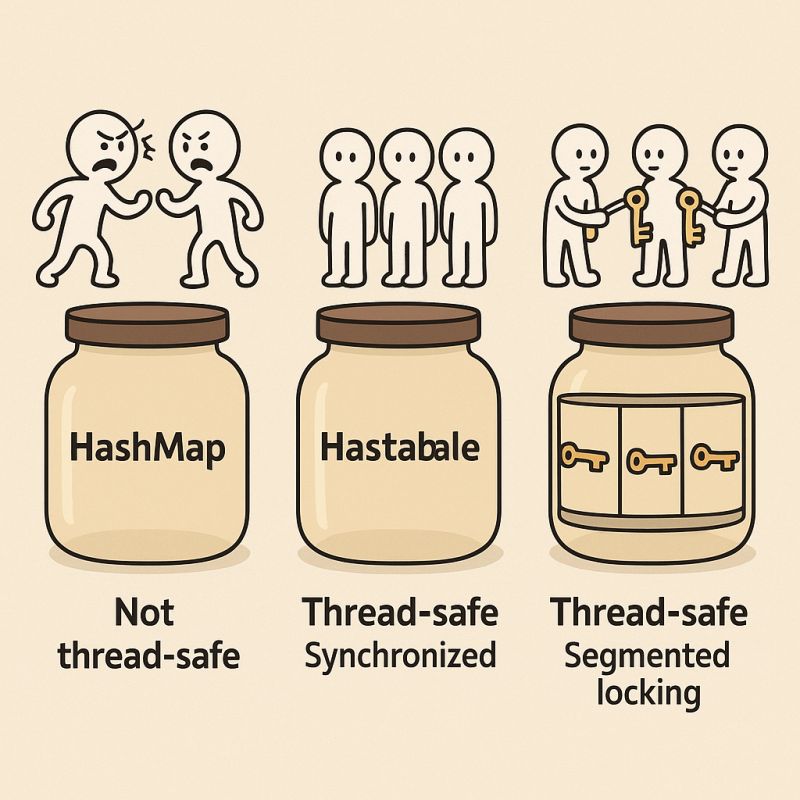 HashMap
Hastabale
Not
thread-safe
Thread-safe
Synchronized
Thread-safe
Segmented
locking